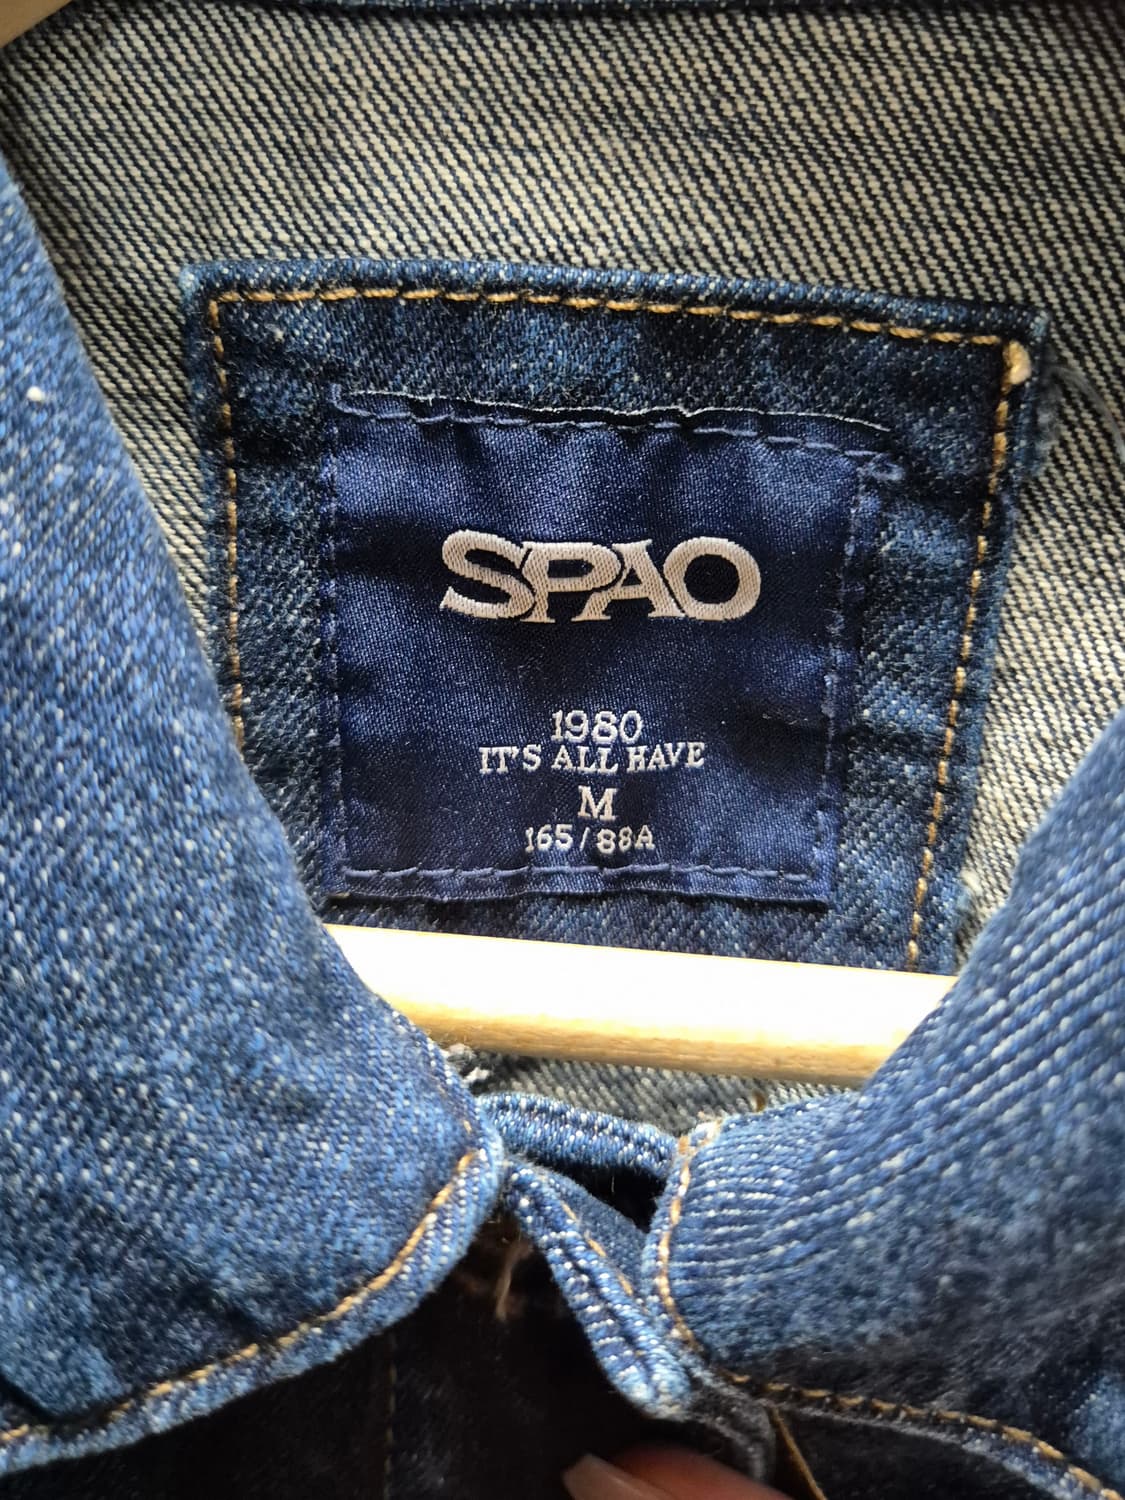 SPAO
1980
IT'S ALL HAVE
M
165/88A